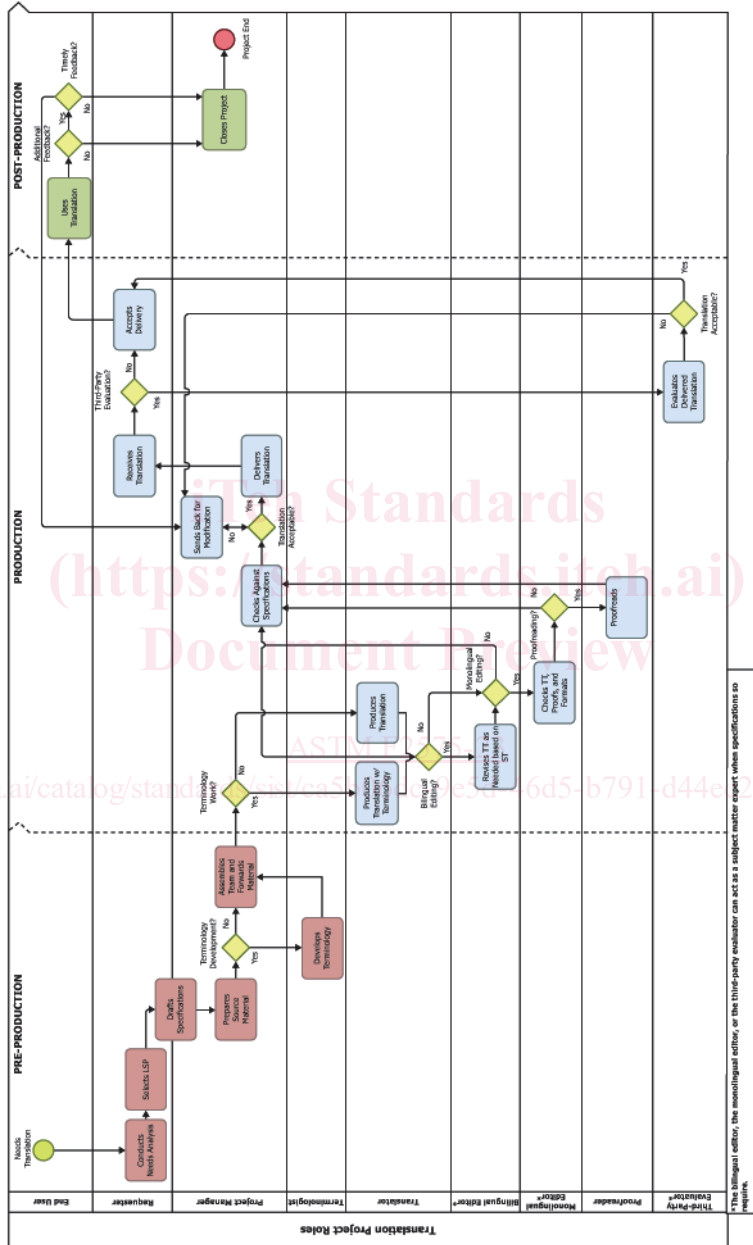 PRE-PRODUCTION
PRODUCTION
POST-PRODUCTION
Translation Project Roles
End User
Requester
Project Manager
Terminologist
Translator
Bilingual Editor*
Monolingual
Editor*
Proofreader
Third-Party
Evaluator*
Needs
Translation
Conducts
Needs Analysis
Selects LSP
Drafts
Specifications
Prepares
Source
Material
Terminology
Development?
No
Yes
Develops
Terminology
Assembles
Team and
Forwards
Material
Terminology
Work?
No
Yes
Produces
Translation w/
Terminology
Produces
Translation
Bilingual
Editing?
No
Yes
Revises TT as
Needed based on
ST
Monolingual
Editing?
No
Yes
Checks TT,
Proofs, and
Formats
Proofreading?
No
Yes
Proofreads
Checks Against
Specifications
Translation
Acceptable?
No
Yes
Sends Back for
Modification
Delivers
Translation
Receives
Translation
Third-Party
Evaluation?
No
Yes
Accepts
Delivery
Evaluates
Delivered
Translation
Translation
Acceptable?
No
Yes
Uses
Translation
Additional
Feedback?
Yes
No
Timely
Feedback?
No
Closes Project
Project End
*The bilingual editor, the monolingual editor, or the third-party evaluator can act as a subject matter expert when specifications so
require.
iTeh Standards
(https://standards.iteh.ai)
Document Preview